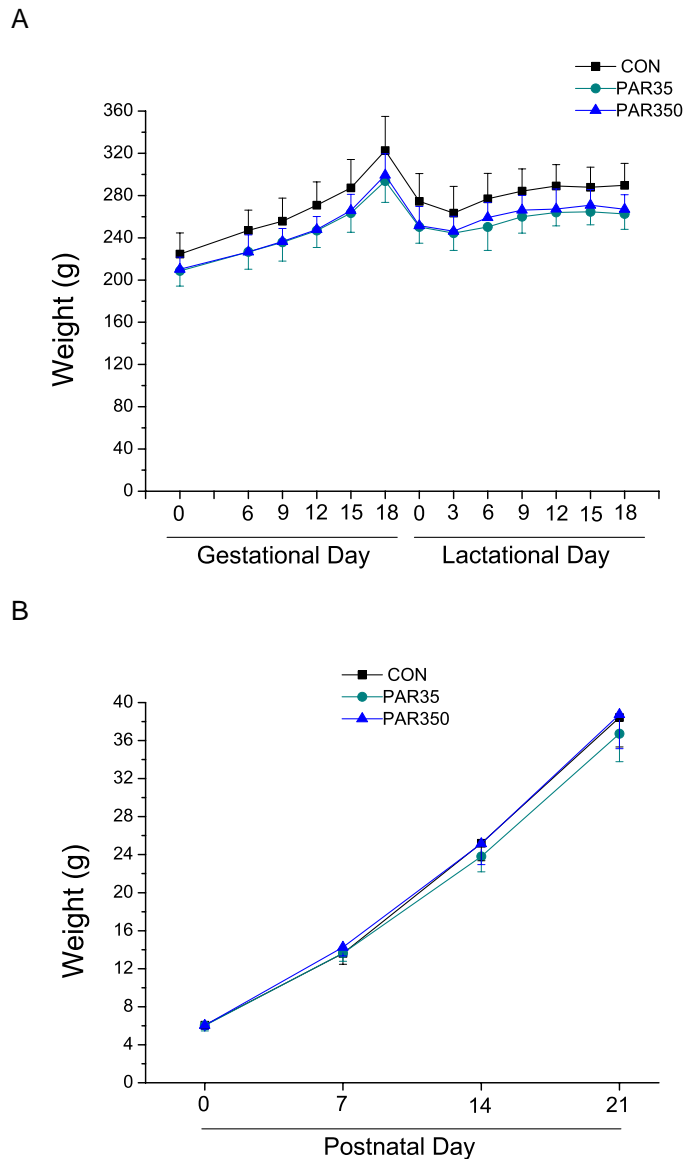 A
CON
PAR35
PAR350
360
320
280
240
200
160
120
80
40
0
Weight (g)
0 6 9 12 15 18 0 3 6 9 12 15 18
Gestational Day Lactational Day
B
CON
PAR35
PAR350
40
36
32
28
24
20
16
12
8
4
0
Weight (g)
0 7 14 21
Postnatal Day